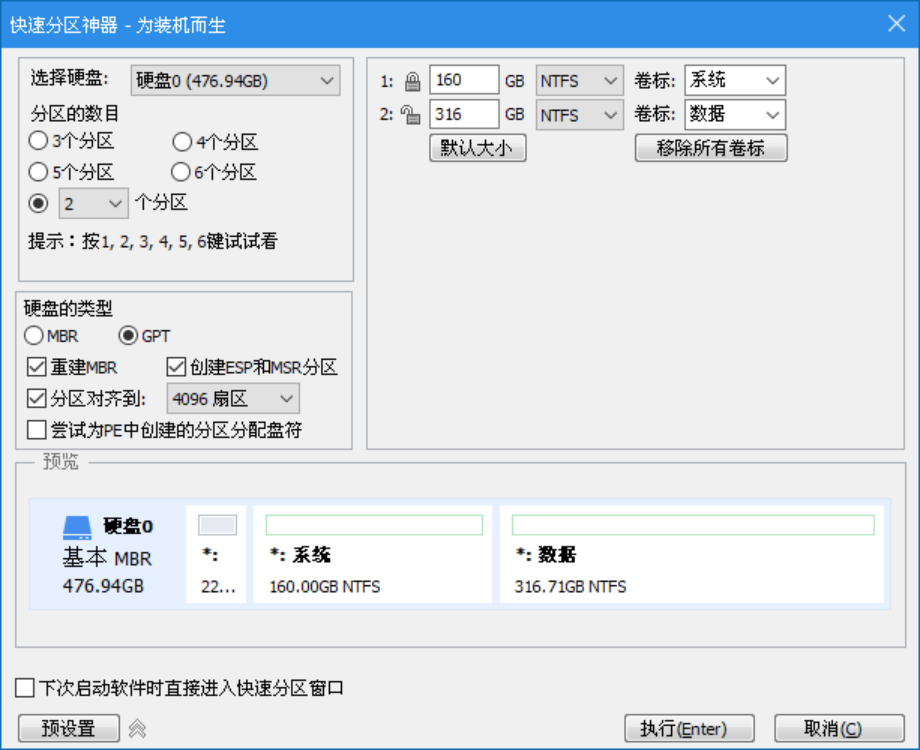 快速分区神器 - 为装机而生
选择硬盘: 硬盘0 (476.94GB)
分区的数目
3个分区 4个分区
5个分区 6个分区
2 个分区
提示：按1, 2, 3, 4, 5, 6键试试看
1: 160 GB NTFS 卷标: 系统
2: 316 GB NTFS 卷标: 数据
默认大小 移除所有卷标
硬盘的类型
MBR GPT
重建MBR 创建ESP和MSR分区
分区对齐到: 4096 扇区
尝试为PE中创建的分区分配盘符
预览
硬盘0
基本 MBR
476.94GB
*:
22...
*: 系统
160.00GB NTFS
*: 数据
316.71GB NTFS
下次启动软件时直接进入快速分区窗口
预设置 执行(Enter) 取消(C)